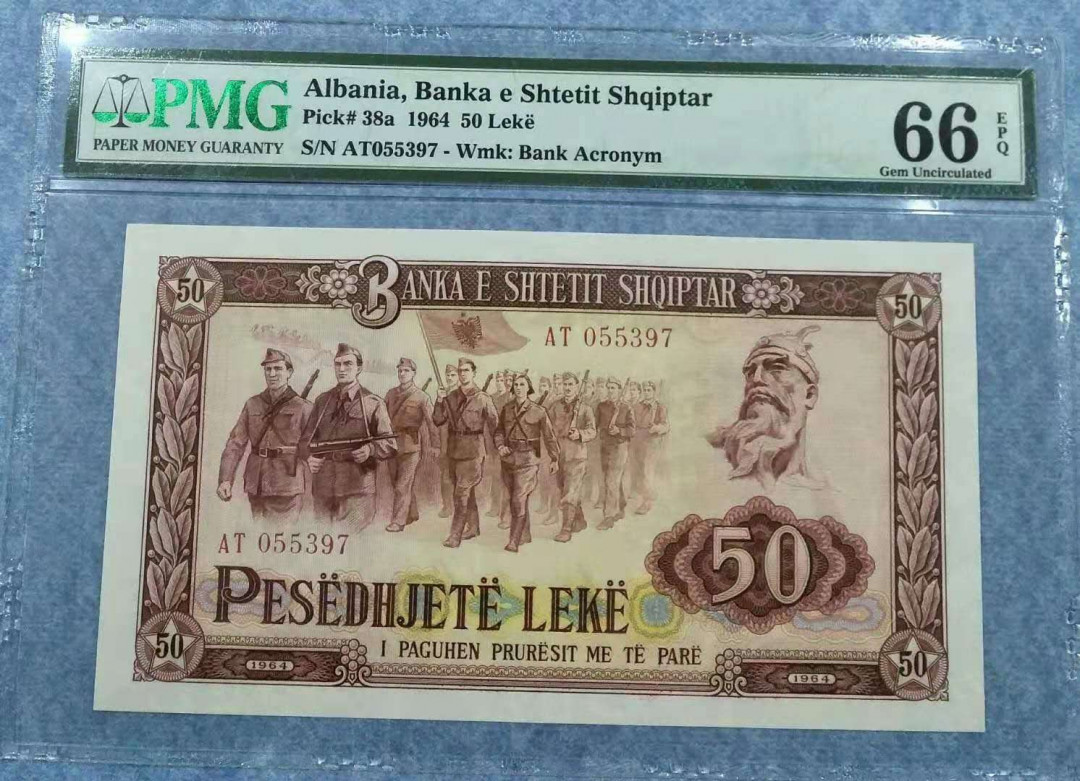 PMG
PAPER MONEY GUARANTY
Albania, Banka e Shtetit Shqiptar
Pick# 38a 1964 50 Lekë
S/N AT055397 - Wmk: Bank Acronym
66
EPQ
Gem Uncirculated
50
BANKA E SHTETIT SHQIPTAR
50
AT 055397
AT 055397
50
PESËDHJETË LEKË
I PAGUHEN PRURËSIT ME TË PARË
50
1964
1964
50